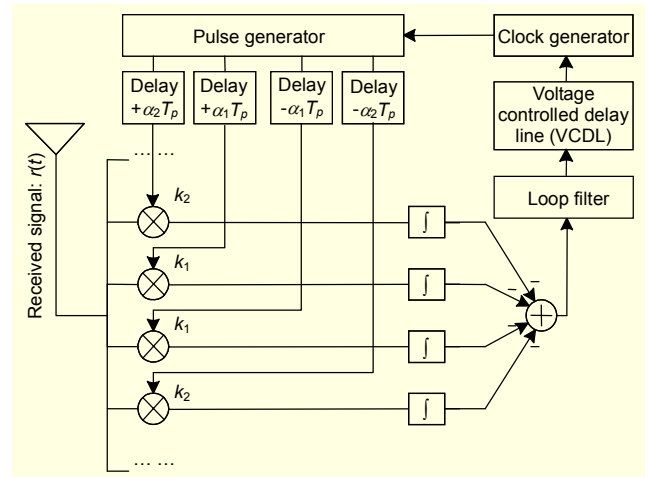 Pulse generator
Clock generator
Delay
+α₂Tₚ
Delay
+α₁Tₚ
Delay
-α₁Tₚ
Delay
-α₂Tₚ
Voltage
controlled delay
line (VCDL)
Loop filter
Received signal: r(t)
... ...
k₂
∫
k₁
∫
k₁
∫
k₂
∫
–
–
–
–
+
... ...